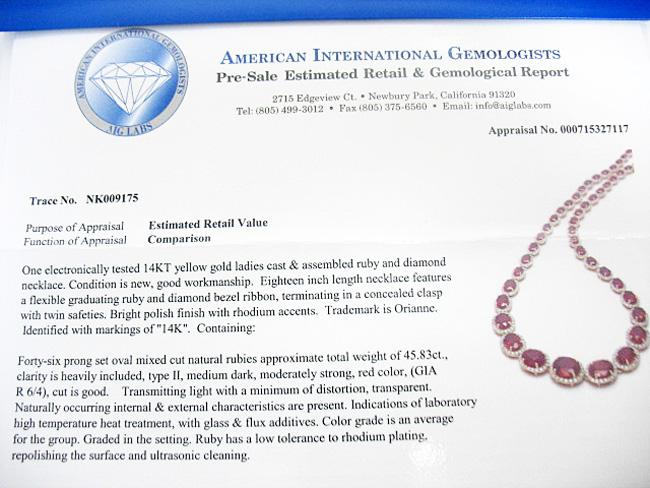 AMERICAN INTERNATIONAL GEMOLOGISTS
AIG LABS
AMERICAN INTERNATIONAL GEMOLOGISTS
Pre-Sale Estimated Retail & Gemological Report
2715 Edgeview Ct. • Newbury Park, California 91320
Tel: (805) 499-3012 • Fax (805) 375-6560 • Email: info@aiglabs.com
Appraisal No. 000715327117
Trace No. NK009175
Purpose of Appraisal Estimated Retail Value
Function of Appraisal Comparison
One electronically tested 14KT yellow gold ladies cast & assembled ruby and diamond
necklace. Condition is new, good workmanship. Eighteen inch length necklace features
a flexible graduating ruby and diamond bezel ribbon, terminating in a concealed clasp
with twin safeties. Bright polish finish with rhodium accents. Trademark is Orianne.
Identified with markings of "14K". Containing:
Forty-six prong set oval mixed cut natural rubies approximate total weight of 45.83ct.,
clarity is heavily included, type II, medium dark, moderately strong, red color, (GIA
R 6/4), cut is good. Transmitting light with a minimum of distortion, transparent.
Naturally occurring internal & external characteristics are present. Indications of laboratory
high temperature heat treatment, with glass & flux additives. Color grade is an average
for the group. Graded in the setting. Ruby has a low tolerance to rhodium plating,
repolishing the surface and ultrasonic cleaning.